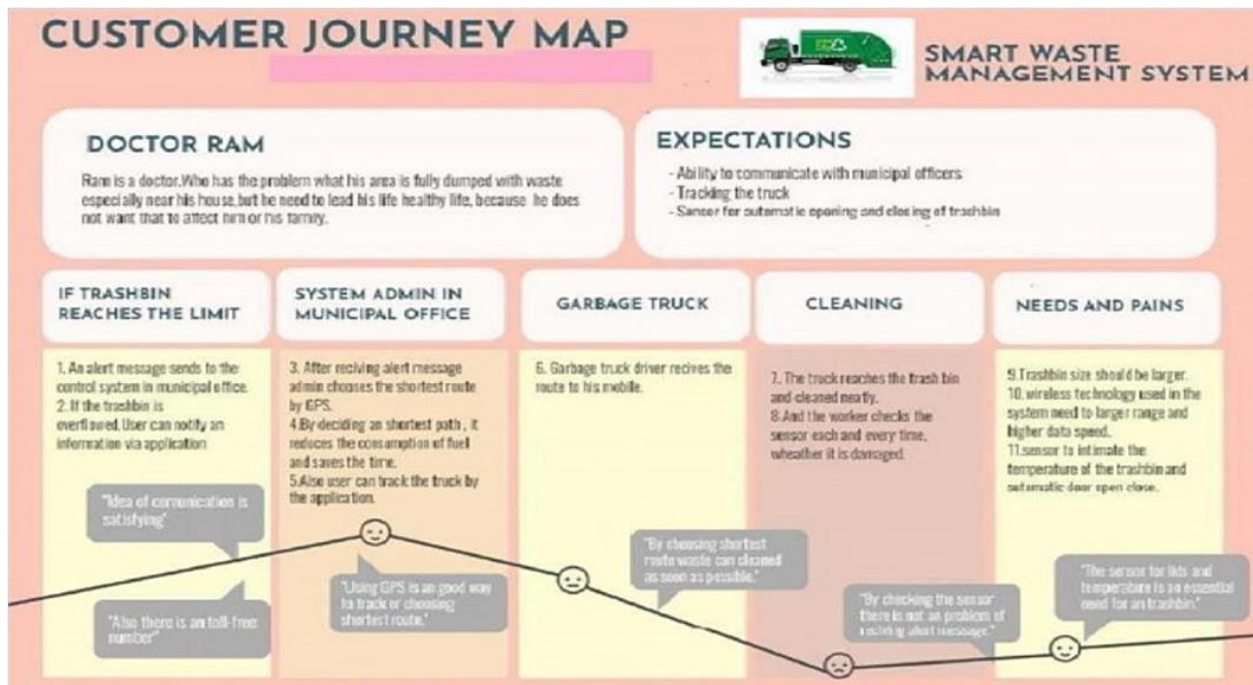 CUSTOMER JOURNEY MAP
SMART WASTE
MANAGEMENT SYSTEM
DOCTOR RAM
Ram is a doctor.Who has the problem what his area is fully dumped with waste
especially near his house,but he need to lead his life healthy life, because he does
not want that to affect him or his family.
EXPECTATIONS
- Ability to communicate with municipal officers
- Tracking the truck
- Sensor for automatic opening and closing of trashbin
IF TRASHBIN
REACHES THE LIMIT
1. An alert message sends to the
control system in municipal office.
2. If the trashbin is
overflowed.User can notify an
information via application
"Idea of comunication is
satisfying"
"Also there is an toll-free
number"
SYSTEM ADMIN IN
MUNICIPAL OFFICE
3. After reciving alert message
admin chooses the shortest route
by GPS.
4.By deciding an shortest path , it
reduces the consumption of fuel
and saves the time.
5.Also user can track the truck by
the application.
"Using GPS is an good way
to track or choosing
shortest route."
GARBAGE TRUCK
6. Garbage truck driver recives the
route to his mobile.
"By choosing shortest
route waste can cleaned
as soon as possible."
CLEANING
7. The truck reaches the trash bin
and cleaned neatly.
8.And the worker checks the
sensor each and every time,
wheather it is damaged.
"By checking the sensor
there is not an problem of
alert message."
NEEDS AND PAINS
9.Trashbin size should be larger.
10. wireless technology used in the
system need to larger range and
higher data speed.
11.sensor to intimate the
temperature of the trashbin and
automatic door open close.
"The sensor for lids and
temperature is an essential
need for an trashbin."